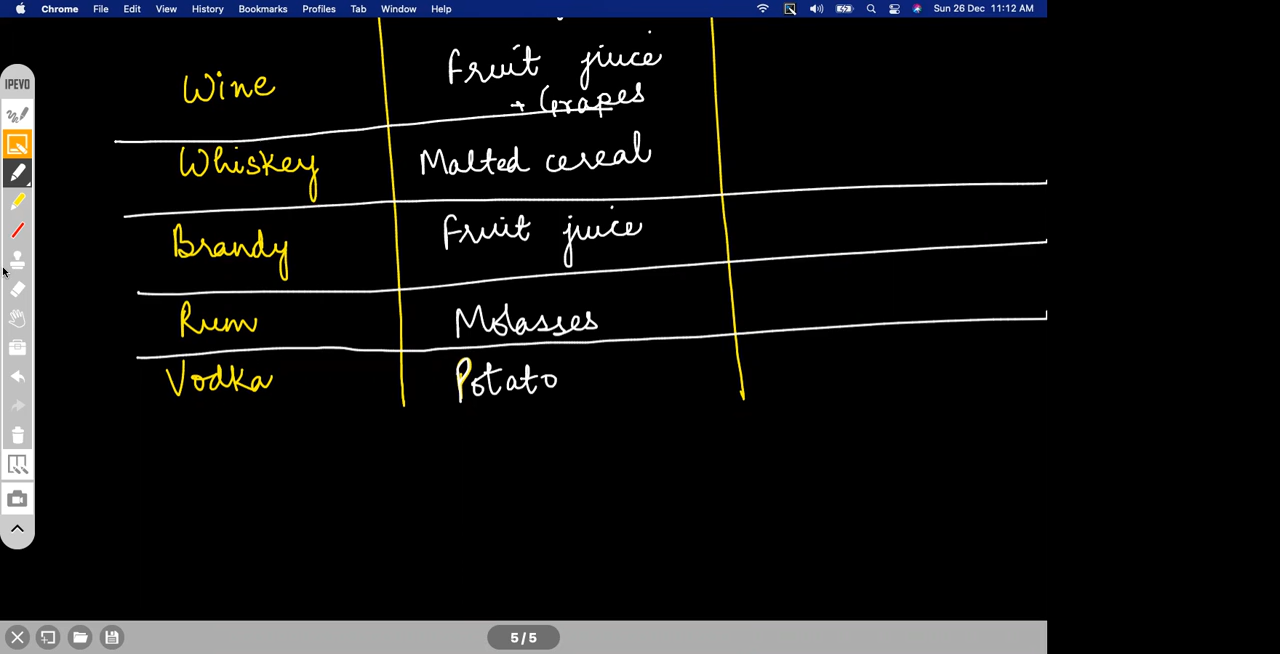 Chrome File Edit View History Bookmarks Profiles Tab Window Help Sun 26 Dec 11:12 AM
IPEVO
Wine Fruit jiuce
+ Grapes
Whiskey Malted cereal
Brandy Fruit juice
Rum Molasses
Vodka Potato
5/5